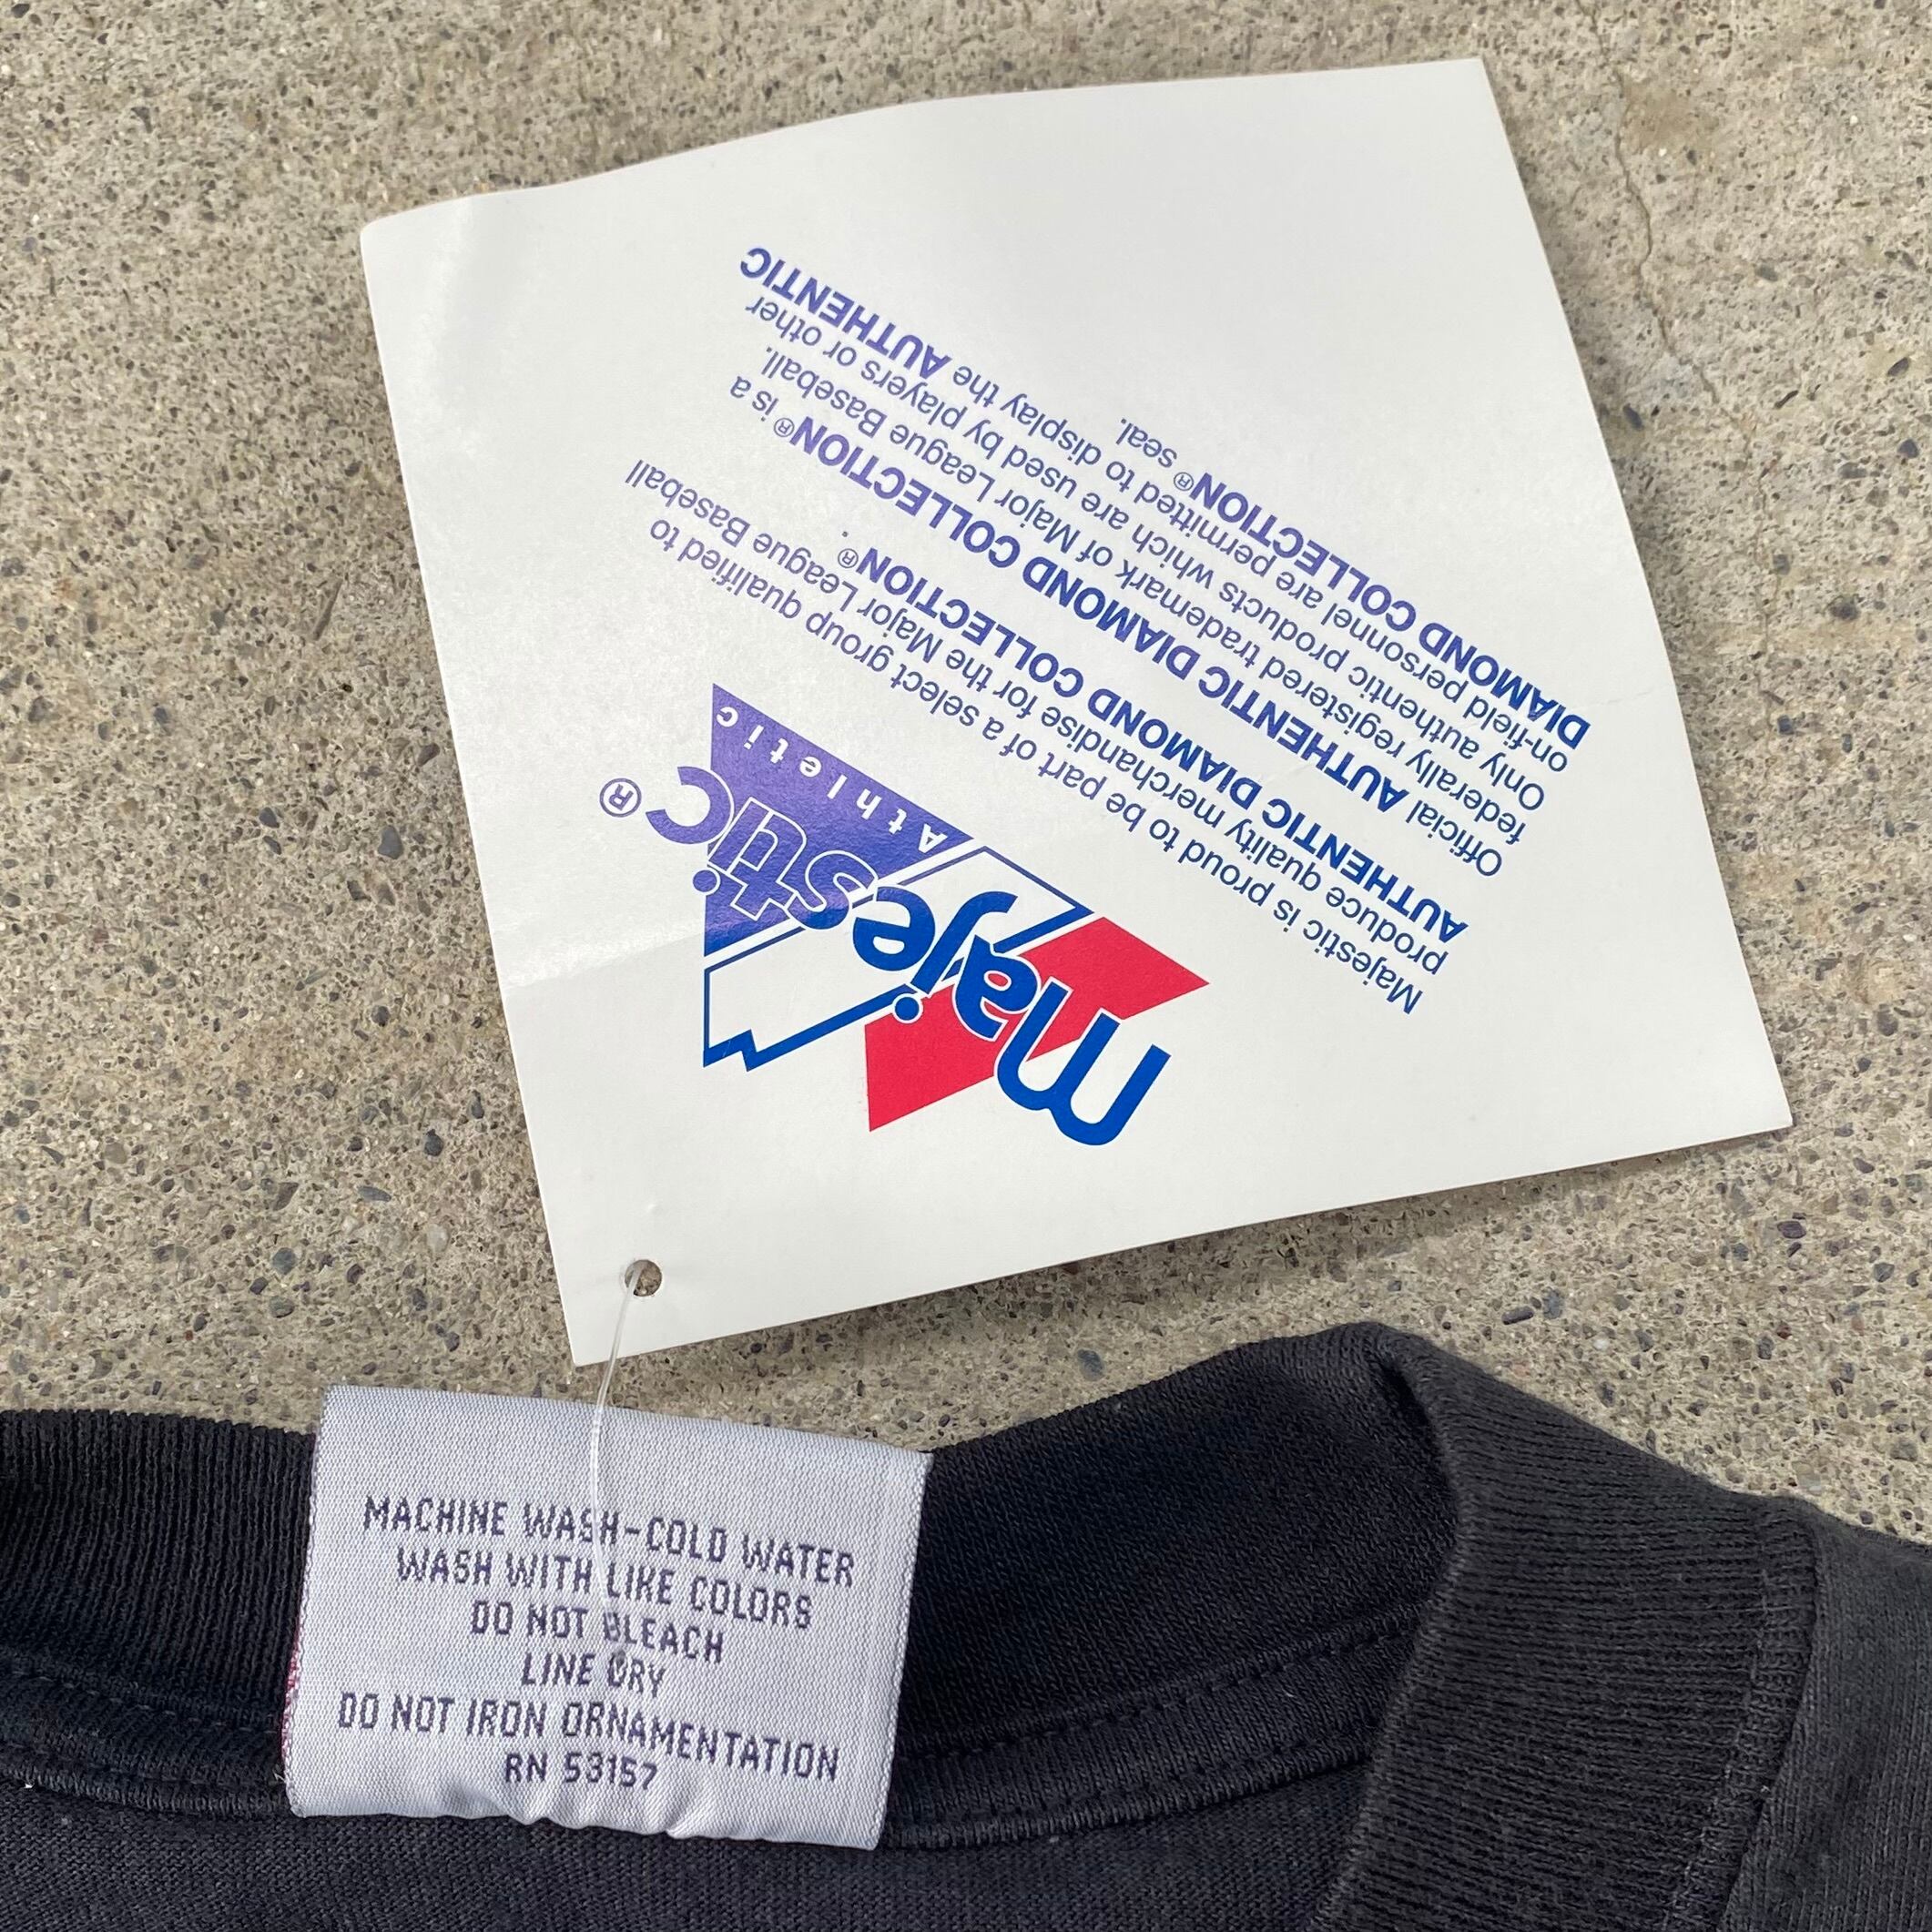 majestic®
Athletic
Majestic is proud to be part of a select group qualified to
produce quality merchandise for the Major League Baseball
AUTHENTIC DIAMOND COLLECTION®.
Official AUTHENTIC DIAMOND COLLECTION® is a
federally registered trademark of Major League Baseball.
Only authentic products which are used by players or other
on-field personnel are permitted to display the AUTHENTIC
DIAMOND COLLECTION® seal.
MACHINE WASH-COLD WATER
WASH WITH LIKE COLORS
DO NOT BLEACH
LINE DRY
DO NOT IRON ORNAMENTATION
RN 53157